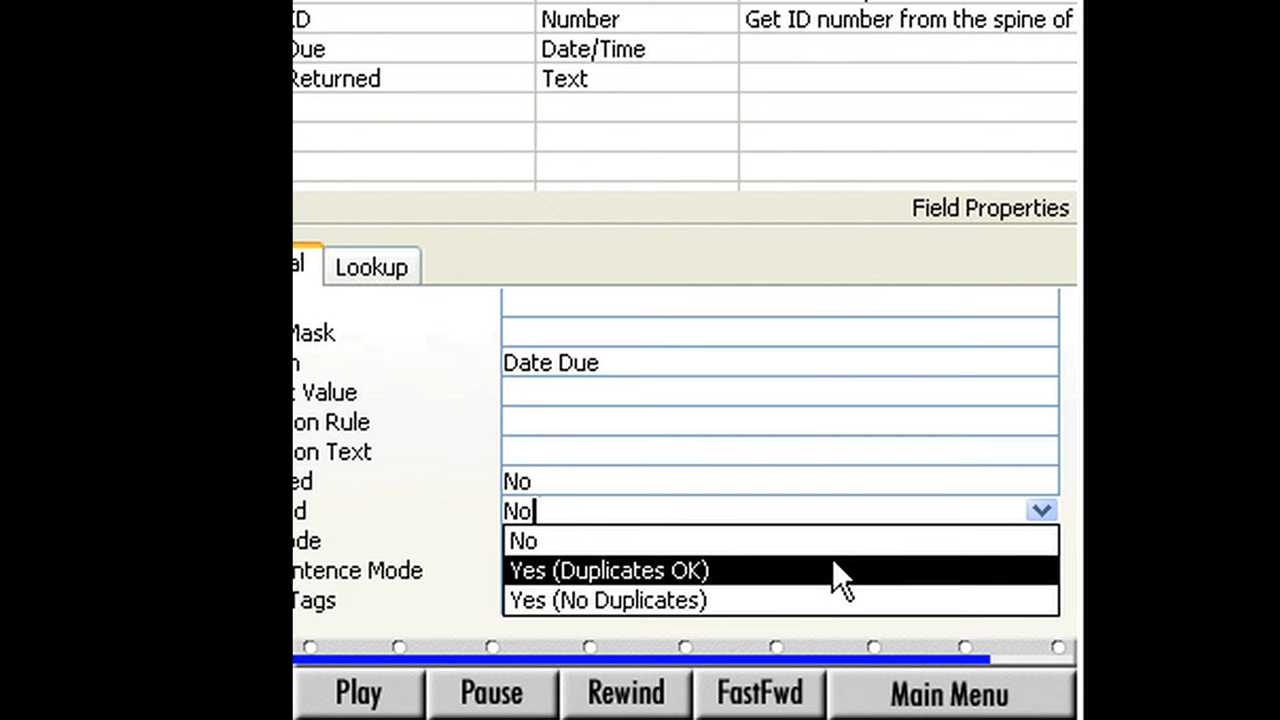 ID Number Get ID number from the spine of
Due Date/Time
Returned Text
Field Properties
al Lookup
Mask
n Date Due
t Value
on Rule
on Text
ed No
d No
ode No
ntence Mode Yes (Duplicates OK)
Tags Yes (No Duplicates)
Play Pause Rewind FastFwd Main Menu